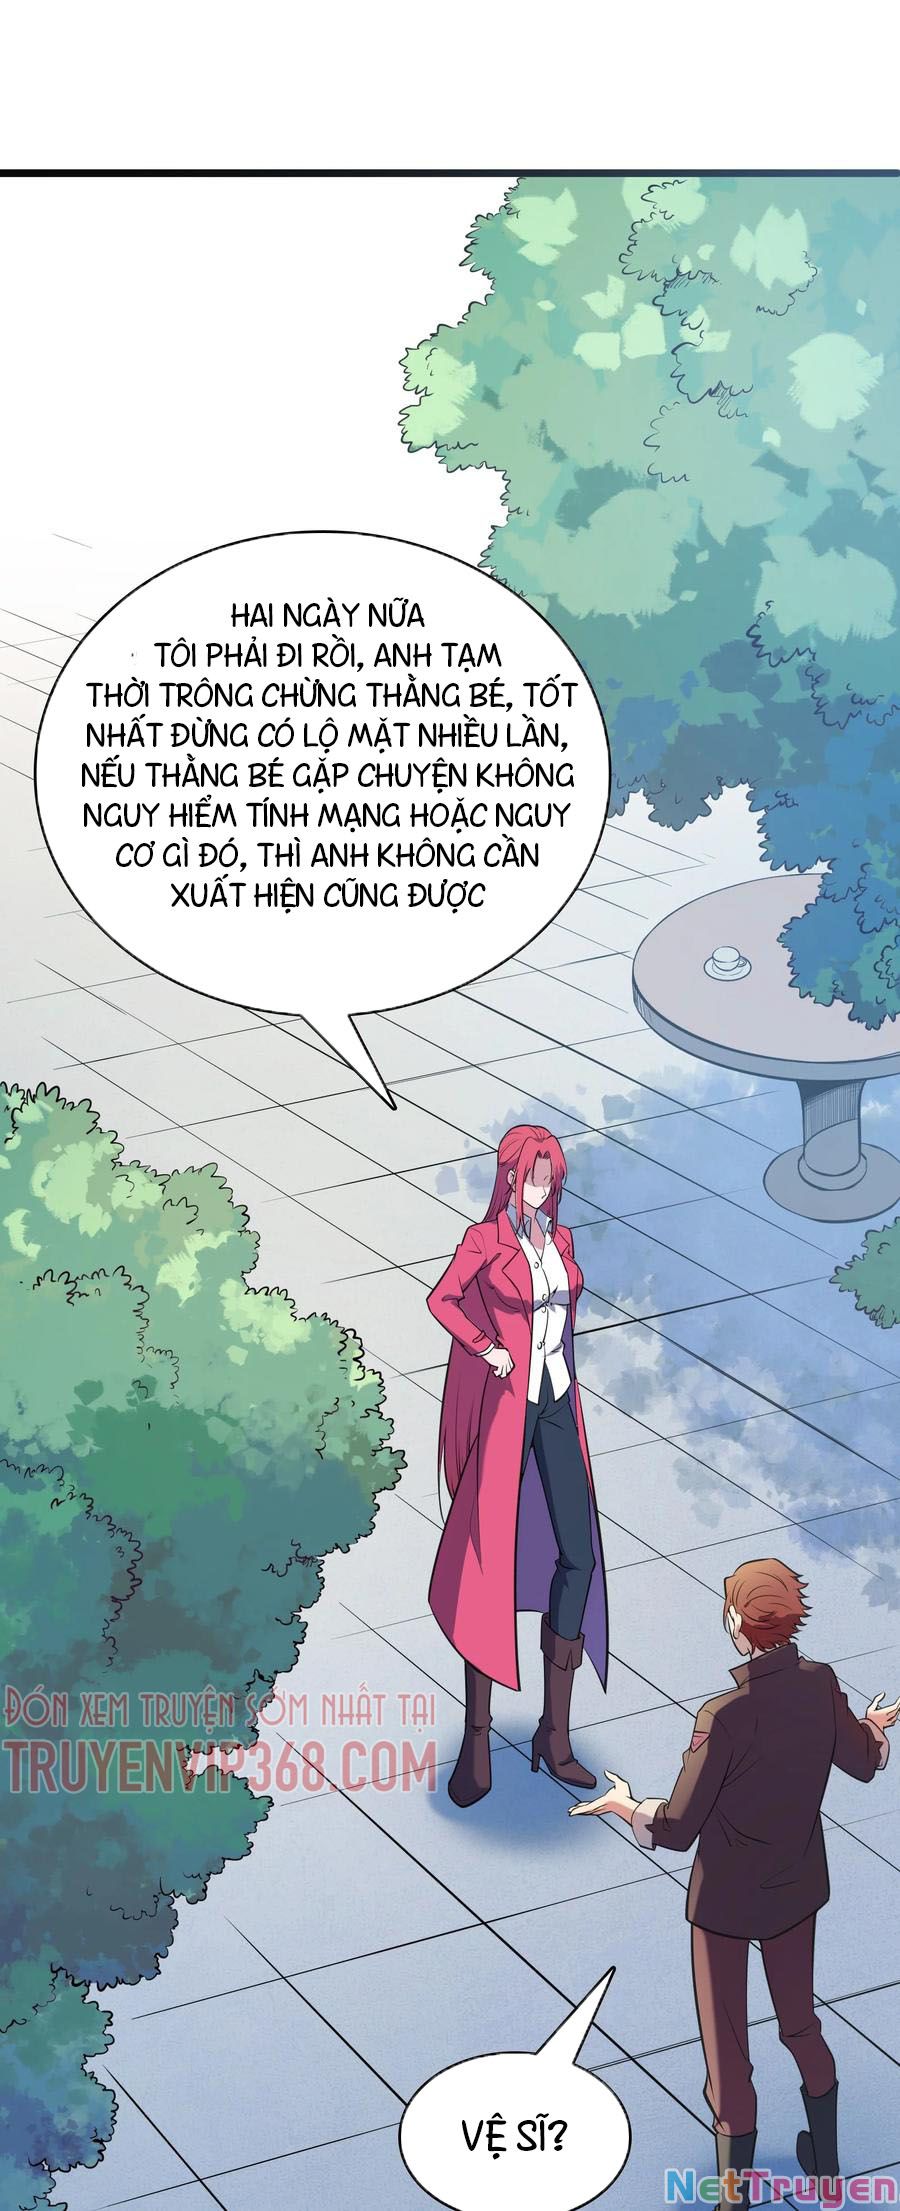 HAI NGÀY NỮA
TÔI PHẢI ĐI RỒI, ANH TẠM
THỜI TRÔNG CHỪNG THẰNG BÉ, TỐT
NHẤT ĐỪNG CÓ LỘ MẶT NHIỀU LẦN,
NẾU THẰNG BÉ GẶP CHUYỆN KHÔNG
NGUY HIỂM TÍNH MẠNG HOẶC NGUY
CƠ GÌ ĐÓ, THÌ ANH KHÔNG CẦN
XUẤT HIỆN CŨNG ĐƯỢC
ĐÓN XEM TRUYỆN SỚM NHẤT TẠI
TRUYENVIP368.COM
VỆ SĨ?
NetTruyen